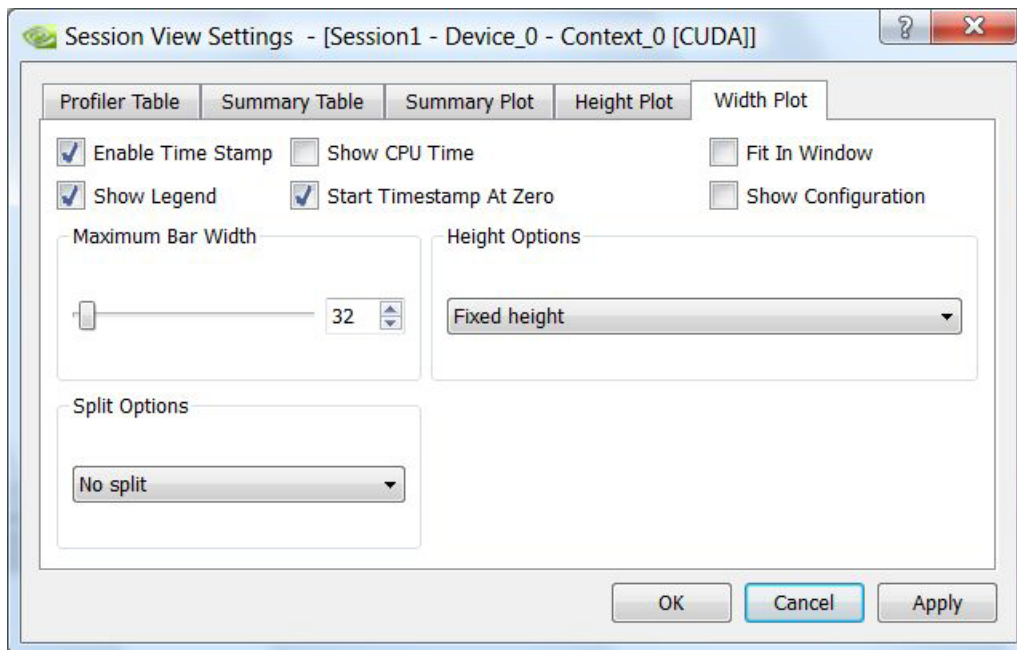 Session View Settings - [Session1 - Device_0 - Context_0 [CUDA]]
Profiler Table Summary Table Summary Plot Height Plot Width Plot
Enable Time Stamp Show CPU Time Fit In Window
Show Legend Start Timestamp At Zero Show Configuration
Maximum Bar Width Height Options
32 Fixed height
Split Options
No split
OK Cancel Apply